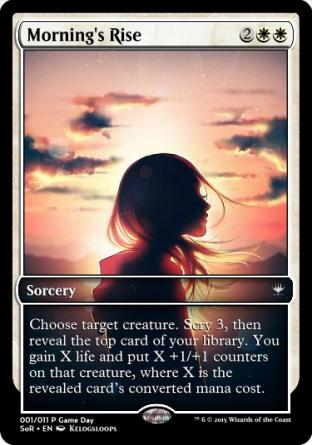 Morning's Rise 2
Sorcery
Choose target creature. Scry 3, then
reveal the top card of your library. You
gain X life and put X +1/+1 counters
on that creature, where X is the
revealed card's converted mana cost.
001/011 P Game Day
SoR • EN Kelogsloops
™ & © 2015 Wizards of the Coast